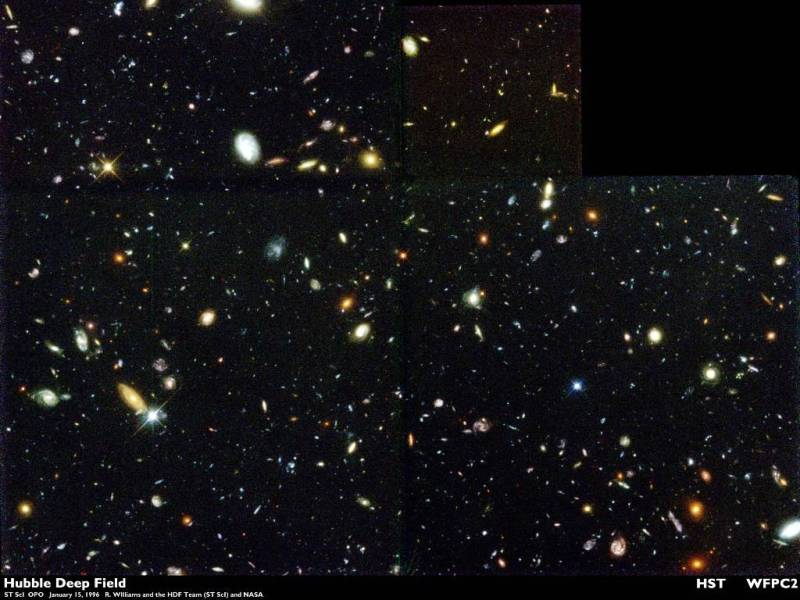 Hubble Deep Field
HST WFPC2
ST ScI OPO January 15, 1996 R. Williams and the HDF Team (ST ScI) and NASA